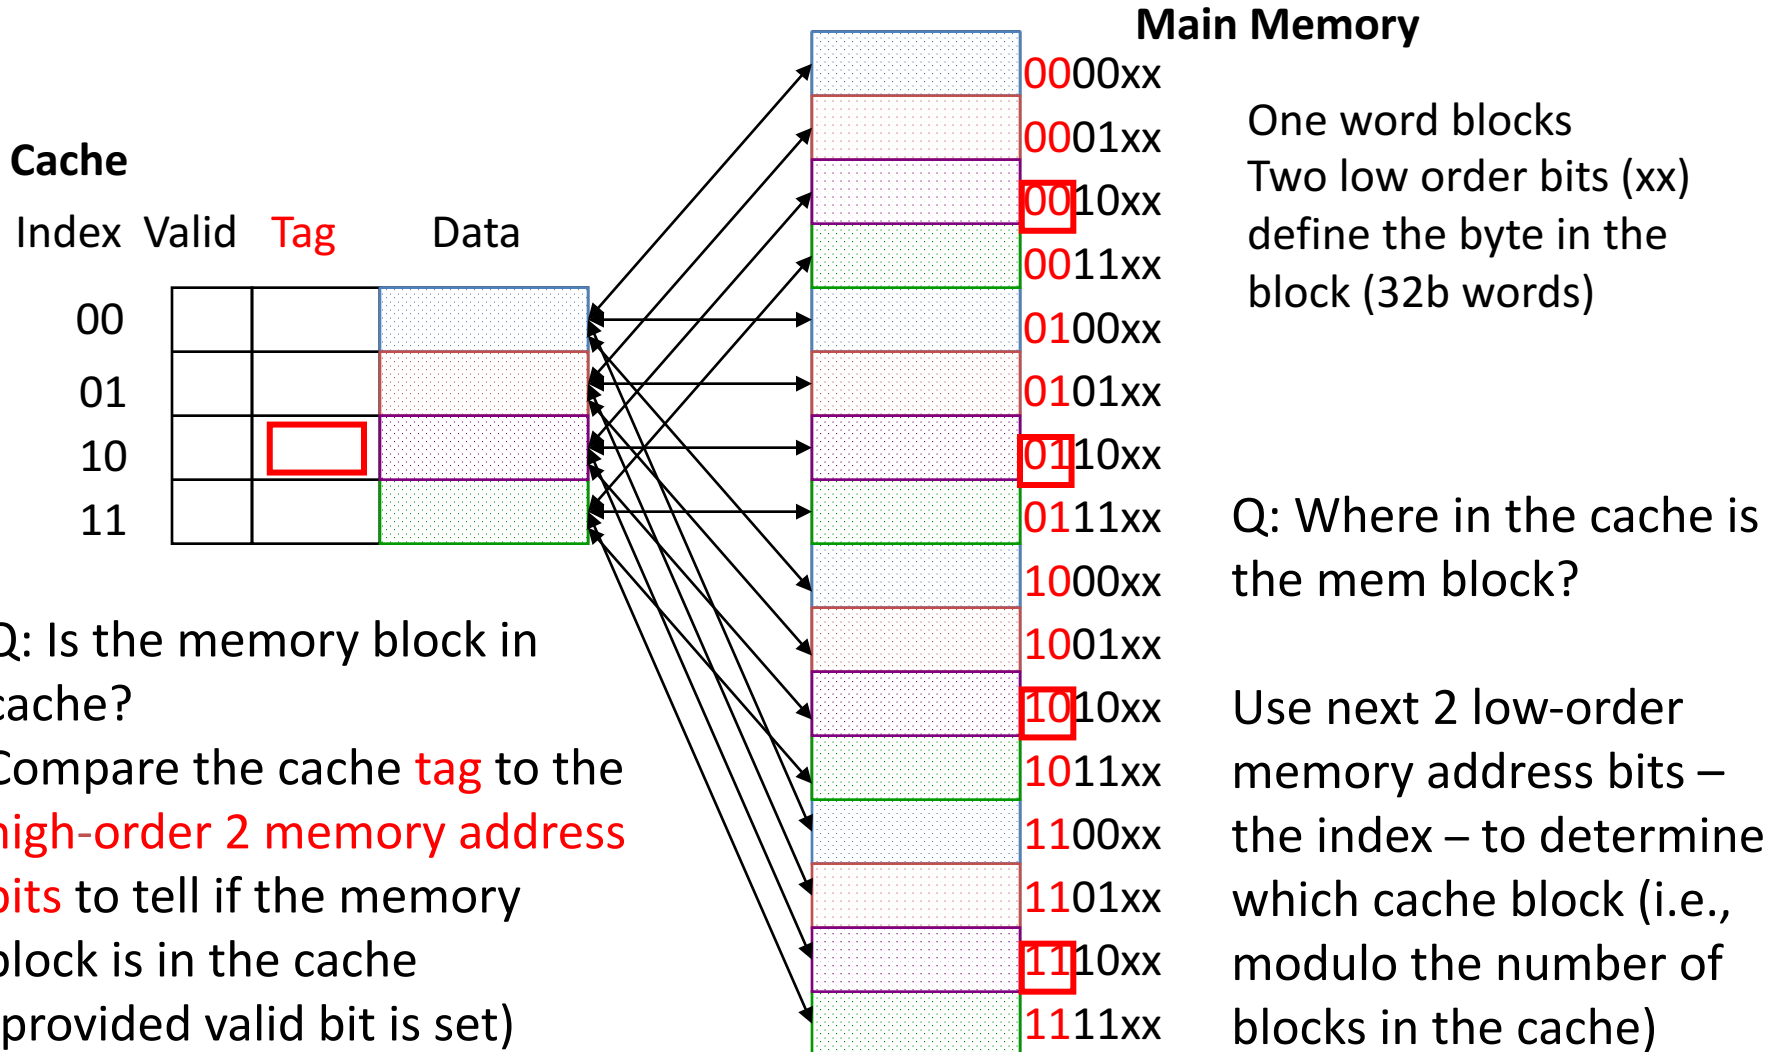 Main Memory
Cache
Index Valid Tag Data
00
01
10
11
0000xx
0001xx
0010xx
0011xx
0100xx
0101xx
0110xx
0111xx
1000xx
1001xx
1010xx
1011xx
1100xx
1101xx
1110xx
1111xx
One word blocks
Two low order bits (xx)
define the byte in the
block (32b words)
Q: Where in the cache is
the mem block?
Use next 2 low-order
memory address bits –
the index – to determine
which cache block (i.e.,
modulo the number of
blocks in the cache)
Q: Is the memory block in
cache?
Compare the cache tag to the
high-order 2 memory address
bits to tell if the memory
block is in the cache
(provided valid bit is set)